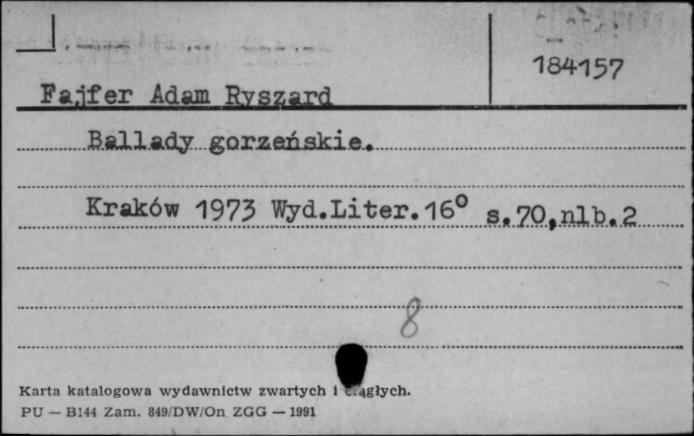 184157
Fajfer Adam Ryszard
Ballady gorzeńskie.
Kraków 1973 Wyd.Liter.16° s.70,nlb.2
8
Karta katalogowa wydawnictw zwartych i ciągłych.
PU — B144 Zam. 849/DW/On ZGG — 1991